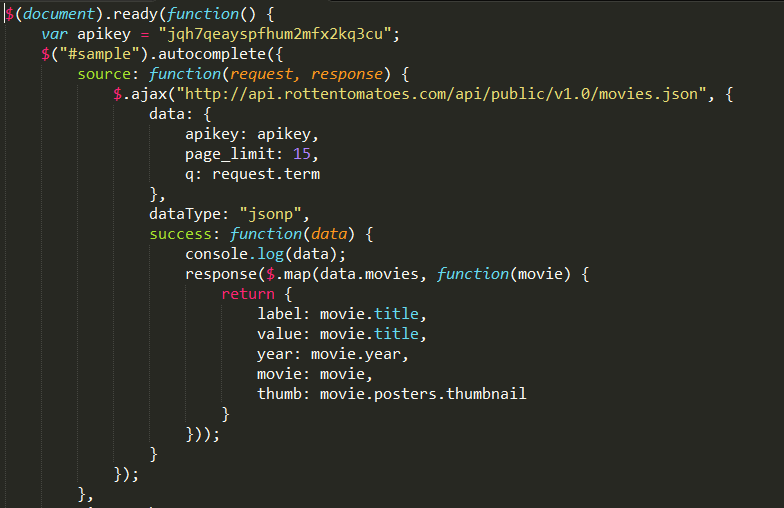 $(document).ready(function() {
var apikey = "jqh7qeayspfhum2mfx2kq3cu";
$("#sample").autocomplete({
source: function(request, response) {
$.ajax("http://api.rottentomatoes.com/api/public/v1.0/movies.json", {
data: {
apikey: apikey,
page_limit: 15,
q: request.term
},
dataType: "jsonp",
success: function(data) {
console.log(data);
response($.map(data.movies, function(movie) {
return {
label: movie.title,
value: movie.title,
year: movie.year,
movie: movie,
thumb: movie.posters.thumbnail
}
}));
}
});
},